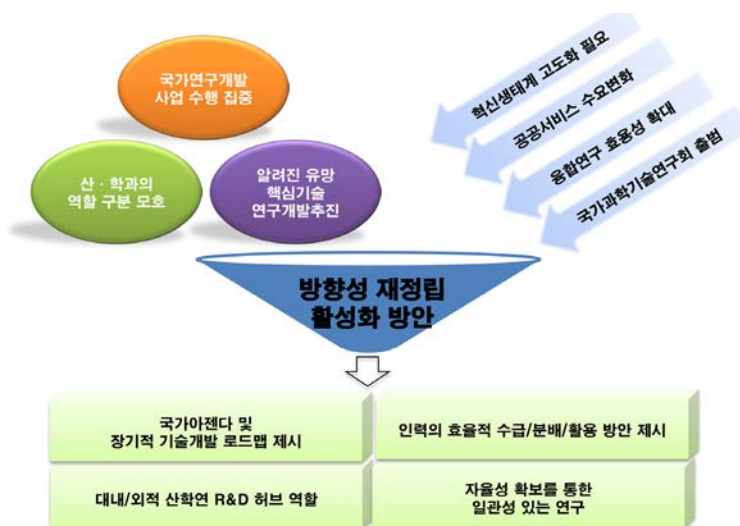 국가연구개발
사업 수행 집중
산 · 학과의
역할 구분 모호
알려진 유망
핵심기술
연구개발추진
혁신생태계 고도화 필요
공공서비스 수요변화
융합연구 효용성 확대
국가과학기술연구회 출범
방향성 재정립
활성화 방안
국가아젠다 및
장기적 기술개발 로드맵 제시
인력의 효율적 수급/분배/활용 방안 제시
대내/외적 산학연 R&D 허브 역할
자율성 확보를 통한
일관성 있는 연구